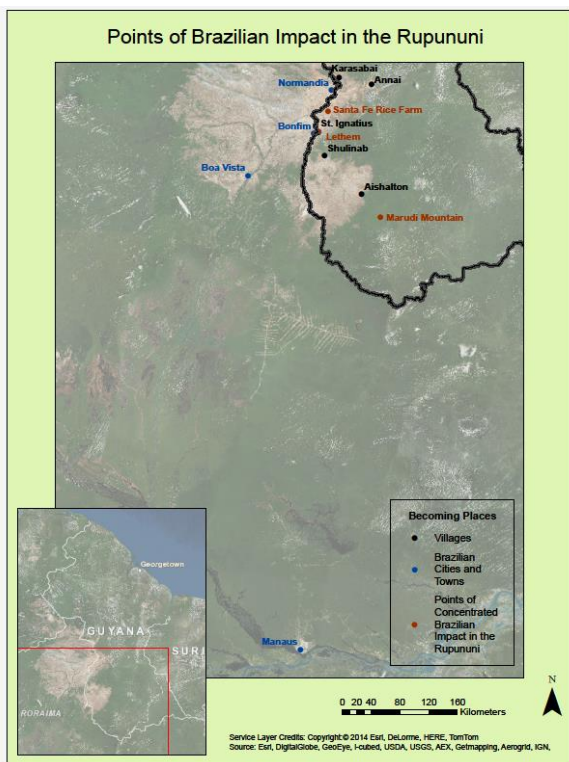 Points of Brazilian Impact in the Rupununi
Karasabai
Normandia
Annai
Santa Fe Rice Farm
St. Ignatius
Bonfim
Lethem
Shulinab
Boa Vista
Aishalton
Marudi Mountain
Manaus
Becoming Places
Villages
Brazilian
Cities and
Towns
Points of
Concentrated
Brazilian
Impact in the
Rupununi
Georgetown
GUYANA
SURI
RORAIMA
N
0 20 40 80 120 160
Kilometers
Service Layer Credits: Copyright:© 2014 Esri, DeLorme, HERE, TomTom
Source: Esri, DigitalGlobe, GeoEye, i-cubed, USDA, USGS, AEX, Getmapping, Aerogrid, IGN,